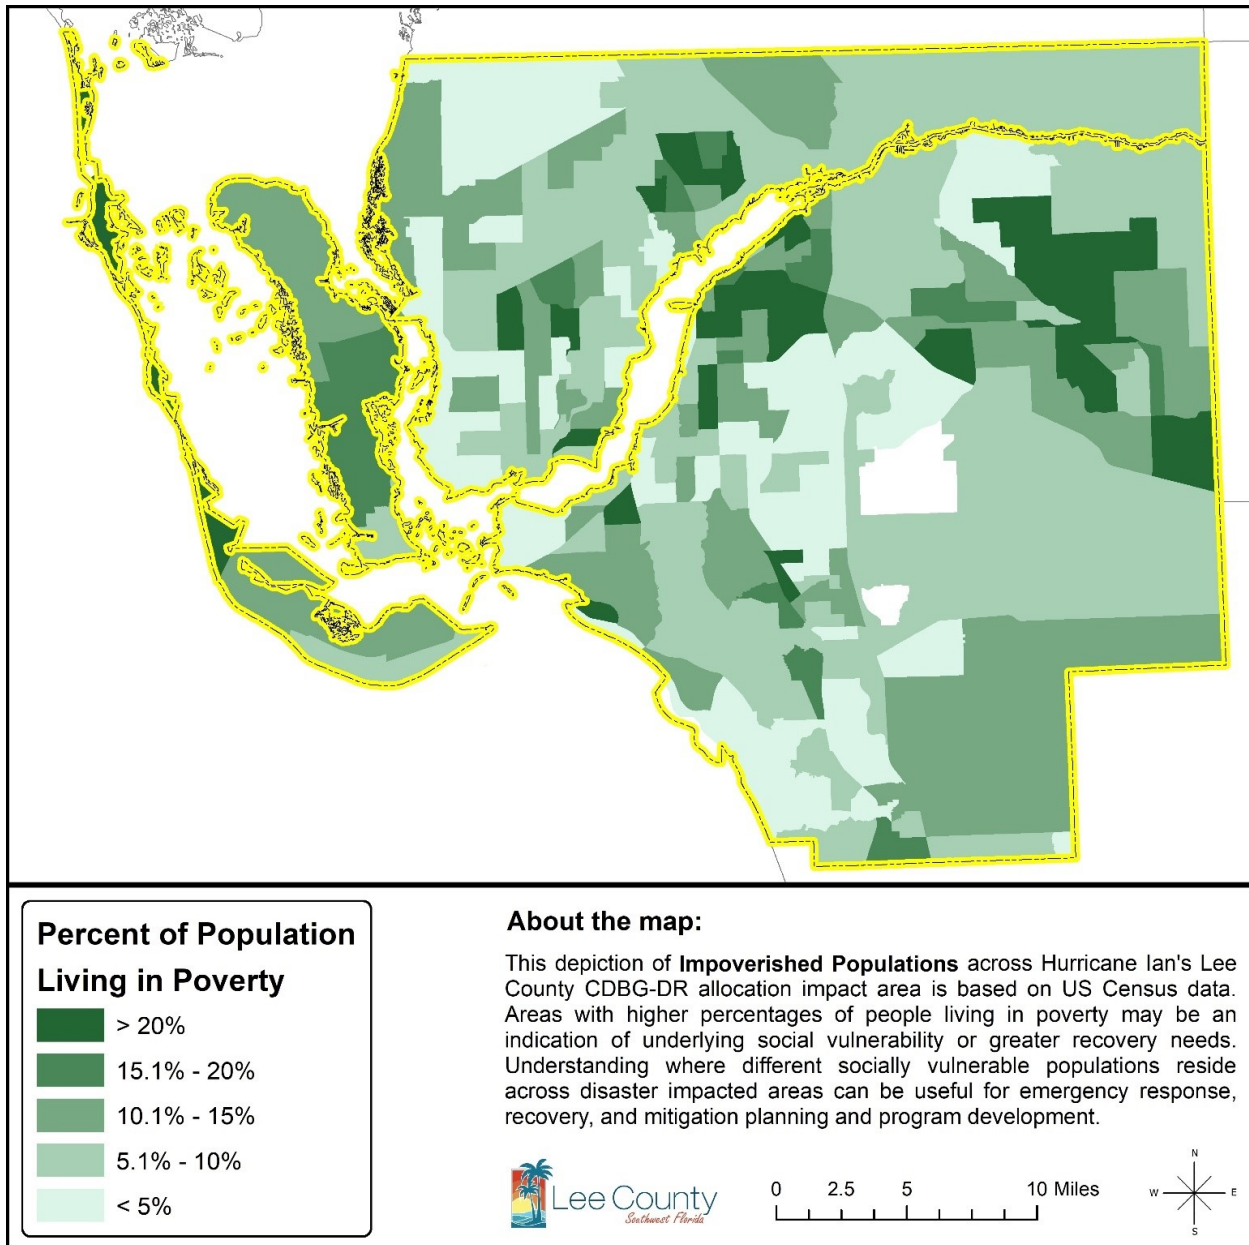 Percent of Population
Living in Poverty
> 20%
15.1% - 20%
10.1% - 15%
5.1% - 10%
< 5%
About the map:
This depiction of Impoverished Populations across Hurricane Ian's Lee
County CDBG-DR allocation impact area is based on US Census data.
Areas with higher percentages of people living in poverty may be an
indication of underlying social vulnerability or greater recovery needs.
Understanding where different socially vulnerable populations reside
across disaster impacted areas can be useful for emergency response,
recovery, and mitigation planning and program development.
Lee County
Southwest Florida
0 2.5 5 10 Miles
N
W E
S